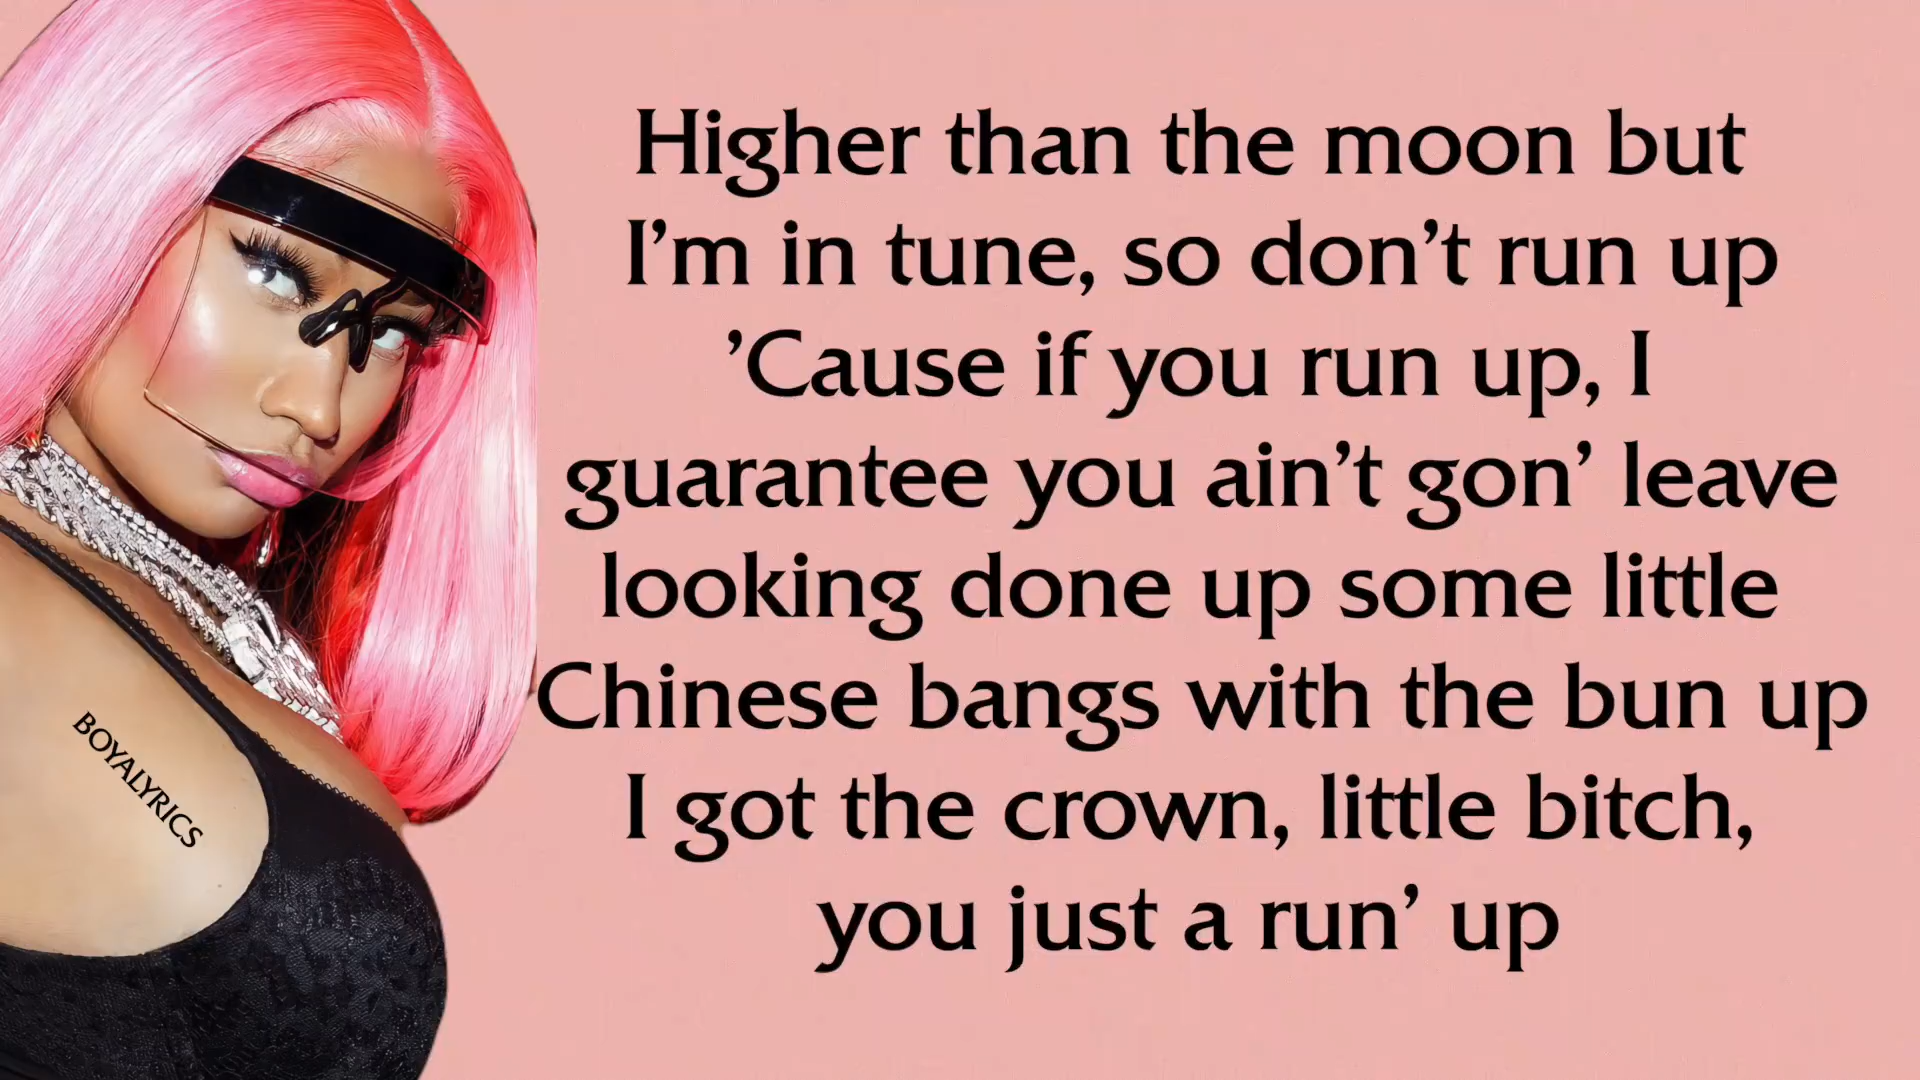 Higher than the moon but
I'm in tune, so don't run up
'Cause if you run up, I
guarantee you ain't gon' leave
looking done up some little
Chinese bangs with the bun up
I got the crown, little bitch,
you just a run' up
BOYALYRICS